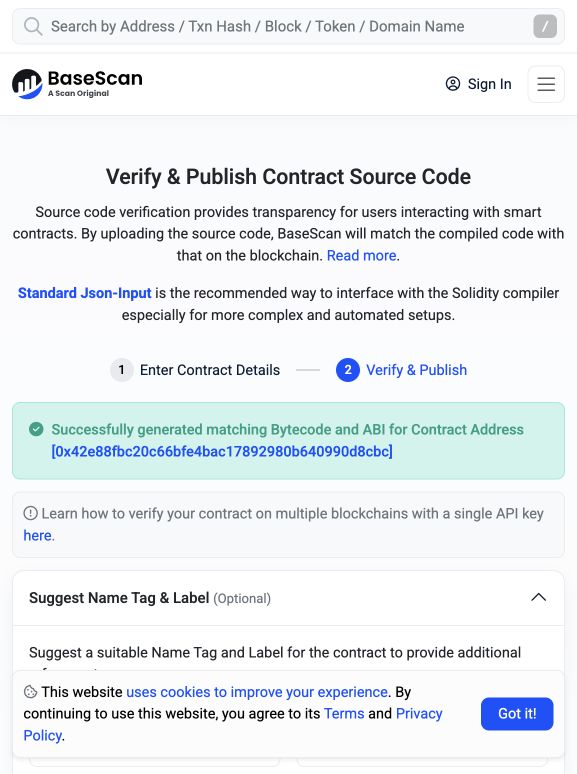 Search by Address / Txn Hash / Block / Token / Domain Name
/
BaseScan
A Scan Original
Sign In
Verify & Publish Contract Source Code
Source code verification provides transparency for users interacting with smart
contracts. By uploading the source code, BaseScan will match the compiled code with
that on the blockchain. Read more.
Standard Json-Input is the recommended way to interface with the Solidity compiler
especially for more complex and automated setups.
1 Enter Contract Details
2 Verify & Publish
Successfully generated matching Bytecode and ABI for Contract Address
[0x42e88fbc20c66bfe4bac17892980b640990d8cbc]
Learn how to verify your contract on multiple blockchains with a single API key
here.
Suggest Name Tag & Label (Optional)
Suggest a suitable Name Tag and Label for the contract to provide additional
This website uses cookies to improve your experience. By
continuing to use this website, you agree to its Terms and Privacy
Policy.
Got it!